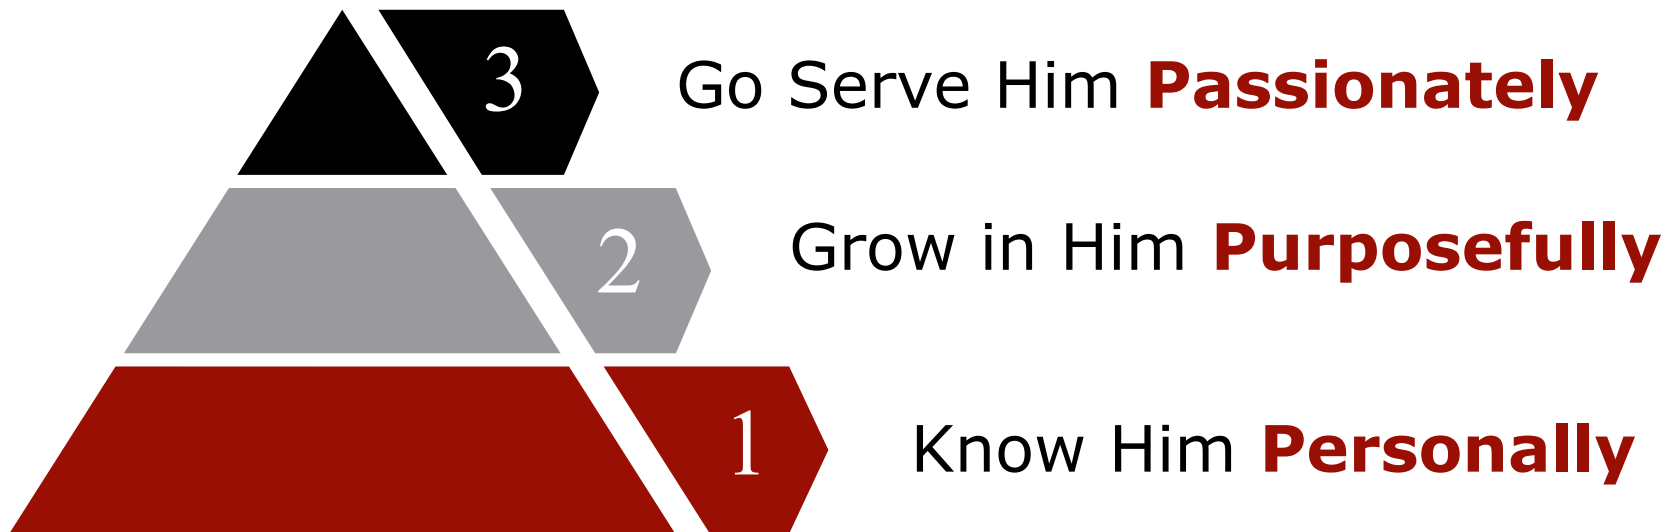 3 Go Serve Him Passionately
2 Grow in Him Purposefully
1 Know Him Personally